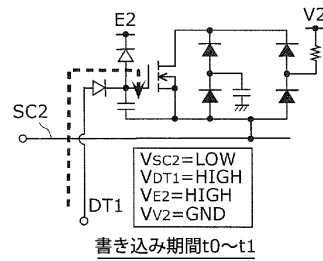 E2
V2
SC2
VSC2=LOW
VDT1=HIGH
VE2=HIGH
VV2=GND
DT1
書き込み期間t0～t1